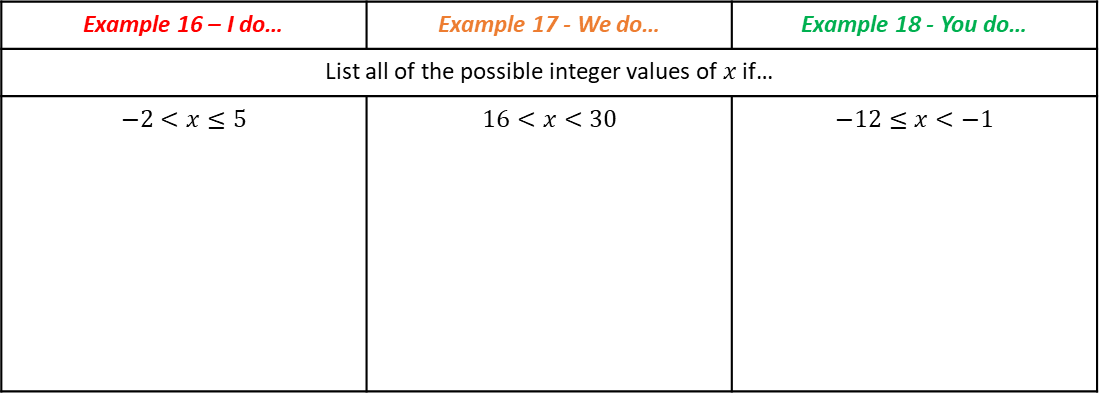 Example 16 – I do...
Example 17 - We do...
Example 18 - You do...
List all of the possible integer values of 𝑥 if...
−2 < 𝑥 ≤ 5
16 < 𝑥 < 30
−12 ≤ 𝑥 < −1